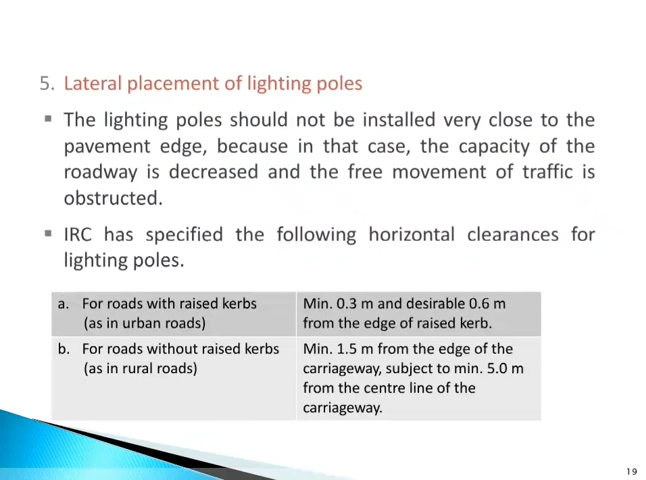 5. Lateral placement of lighting poles
▪ The lighting poles should not be installed very close to the
pavement edge, because in that case, the capacity of the
roadway is decreased and the free movement of traffic is
obstructed.
▪ IRC has specified the following horizontal clearances for
lighting poles.
a. For roads with raised kerbs
(as in urban roads)
Min. 0.3 m and desirable 0.6 m
from the edge of raised kerb.
b. For roads without raised kerbs
(as in rural roads)
Min. 1.5 m from the edge of the
carriageway, subject to min. 5.0 m
from the centre line of the
carriageway.
19